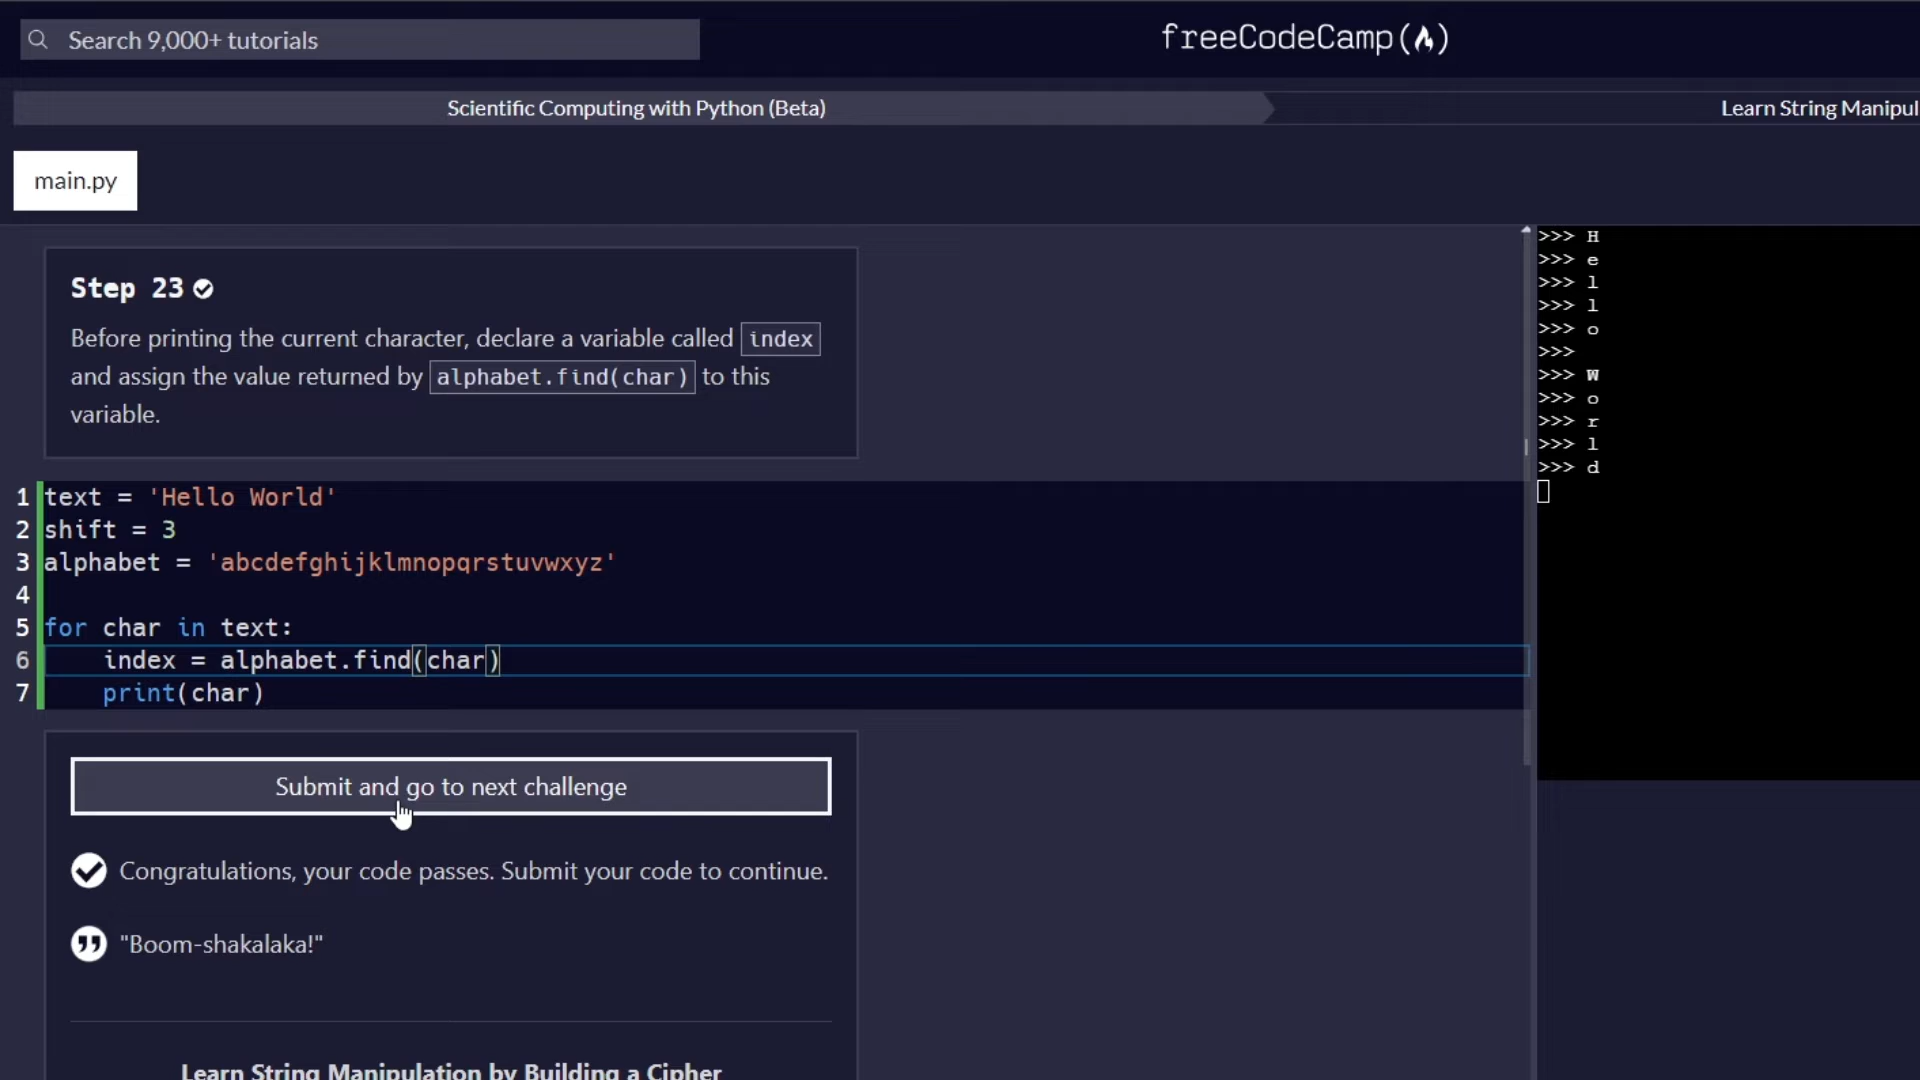 Search 9,000+ tutorials
freeCodeCamp
Scientific Computing with Python (Beta)
Learn String Manipul
main.py
Step 23
Before printing the current character, declare a variable called index
and assign the value returned by alphabet.find(char) to this
variable.
1 text = 'Hello World'
2 shift = 3
3 alphabet = 'abcdefghijklmnopqrstuvwxyz'
4
5 for char in text:
6     index = alphabet.find(char)
7     print(char)
Submit and go to next challenge
Congratulations, your code passes. Submit your code to continue.
"Boom-shakalaka!"
Learn String Manipulation by Building a Cipher
>>> H
>>> e
>>> l
>>> l
>>> o
>>>
>>> W
>>> o
>>> r
>>> l
>>> d